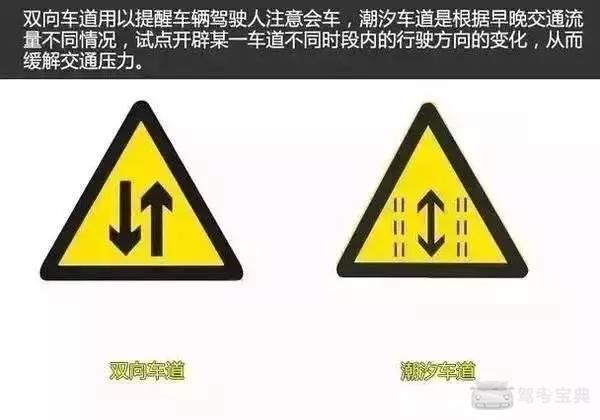 双向车道用以提醒车辆驾驶人注意会车，潮汐车道是根据早晚交通流
量不同情况，试点开辟某一车道不同时段内的行驶方向的变化，从而
缓解交通压力。
双向车道
潮汐车道
驾考宝典